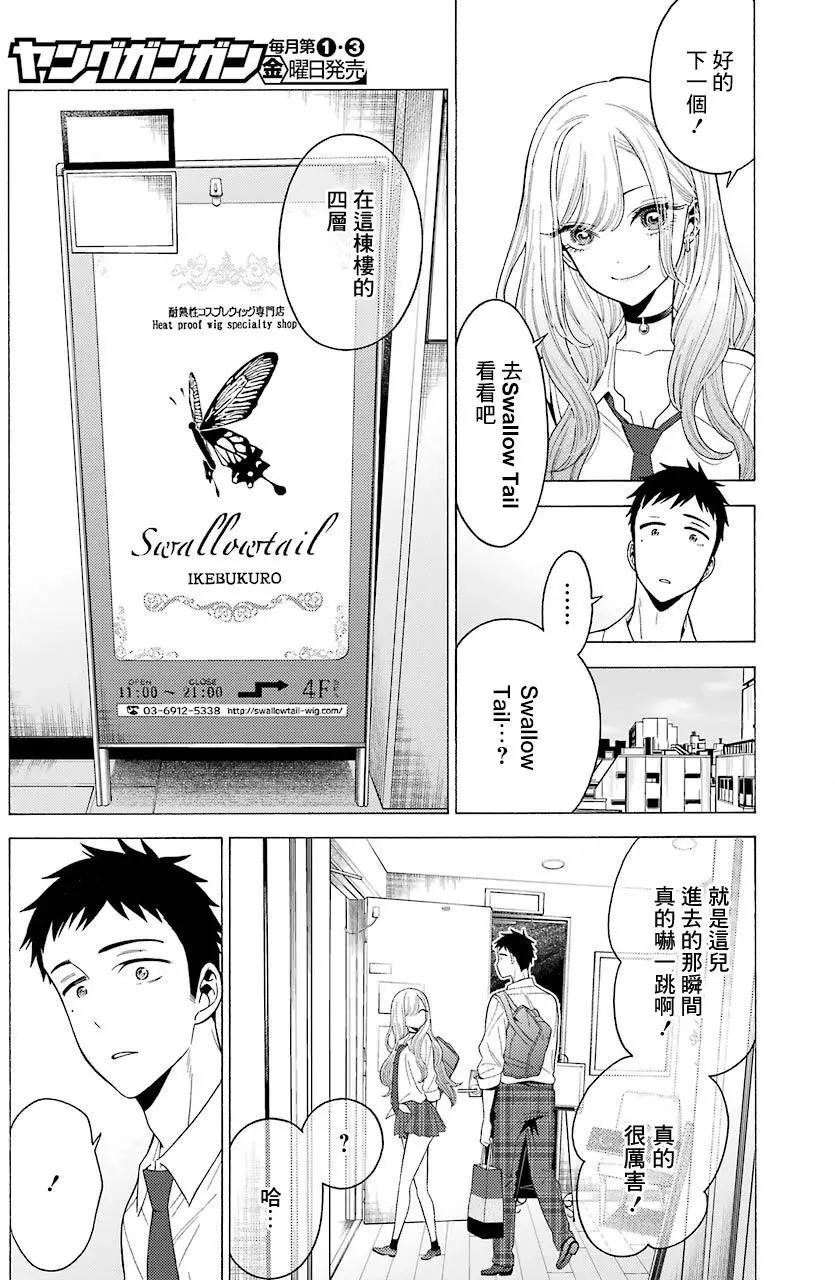 ヤングガンガン
毎月第❶・❸
金曜日発売
好的
下一個！
去Swallow Tail
看看吧
……
Swallow
Tail…？
在這棟樓的
四層
耐熱性コスプレウィッグ専門店
Heat proof wig specialty shop
Swallowtail
IKEBUKURO
OPEN CLOSE
11:00 ～ 21:00 4F
03-6912-5338 http://swallowtail-wig.com/
就是這兒
進去的那瞬間
真的嚇一跳啊！
真的
很厲害！
？
哈…
！